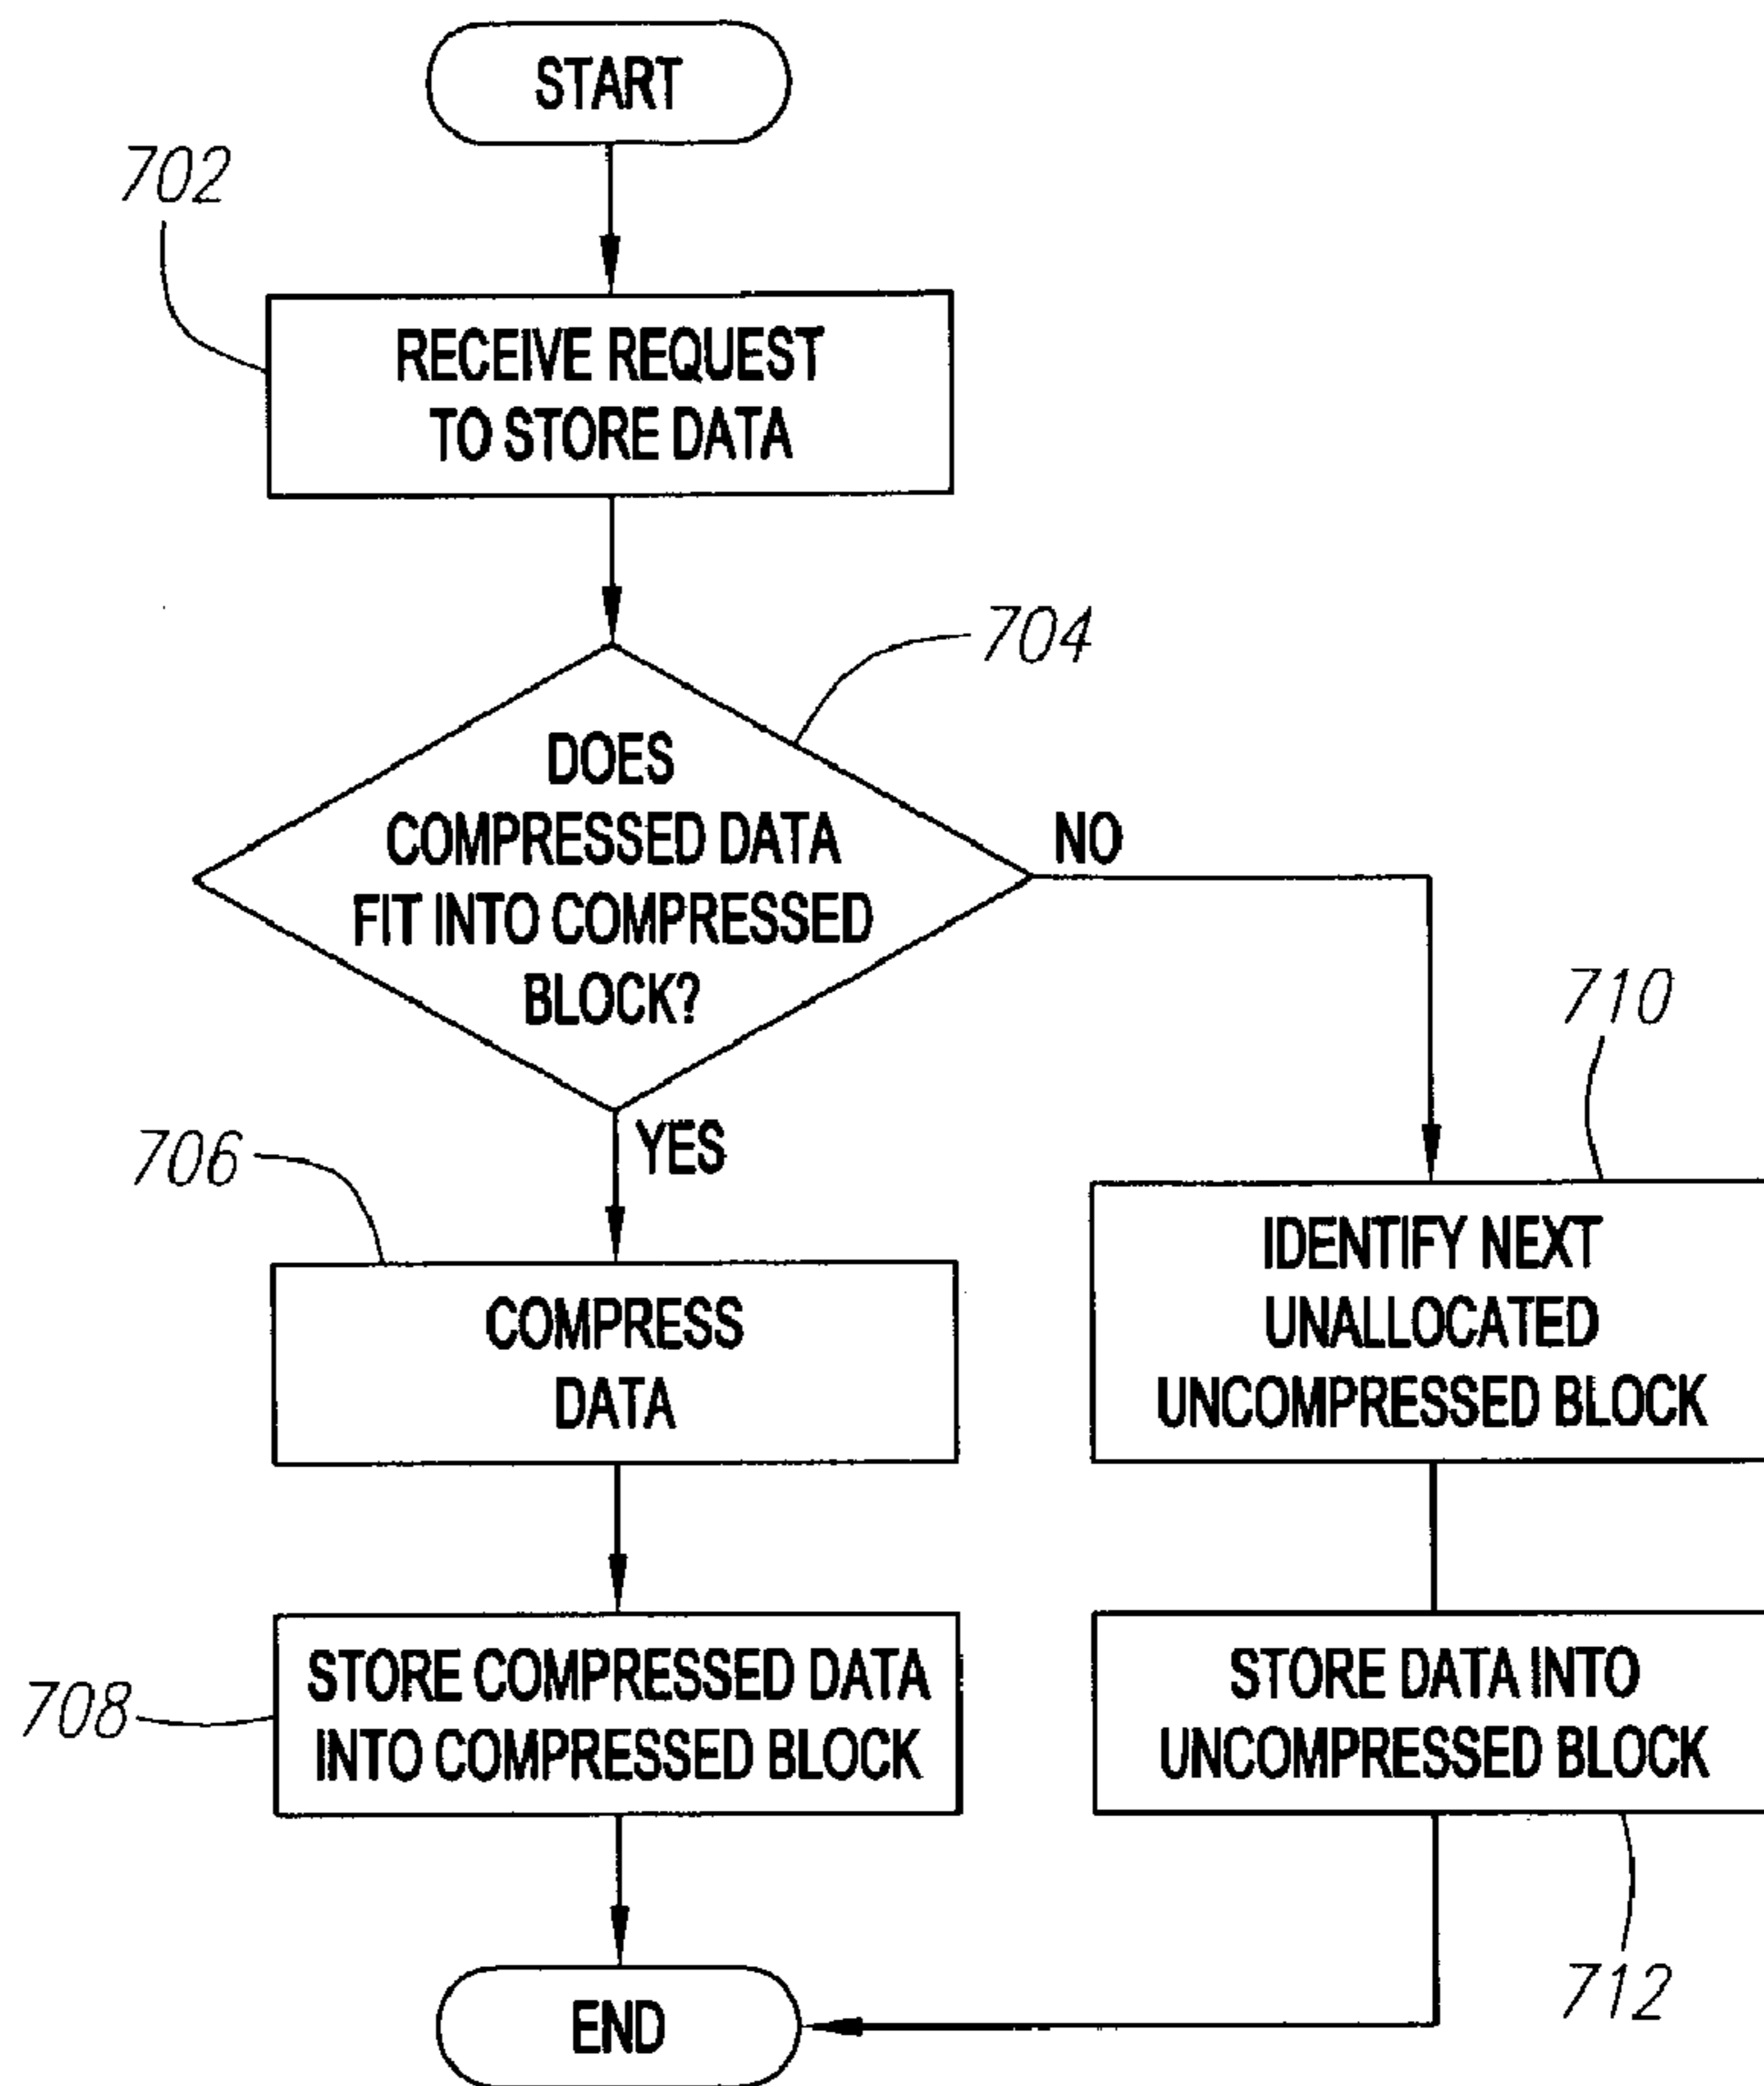 START
702
RECEIVE REQUEST
TO STORE DATA
704
DOES
COMPRESSED DATA
FIT INTO COMPRESSED
BLOCK?
NO
YES
706
COMPRESS
DATA
710
IDENTIFY NEXT
UNALLOCATED
UNCOMPRESSED BLOCK
708
STORE COMPRESSED DATA
INTO COMPRESSED BLOCK
STORE DATA INTO
UNCOMPRESSED BLOCK
712
END